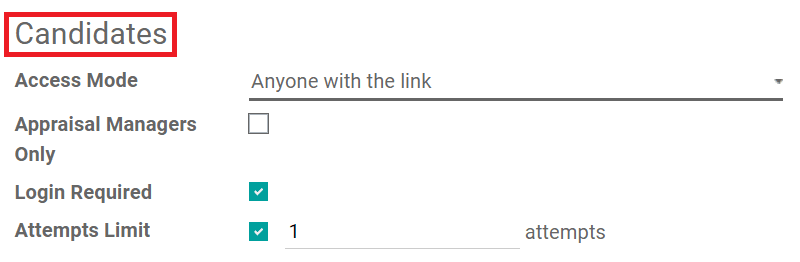 Candidates
Access Mode Anyone with the link
Appraisal Managers
Only
Login Required
Attempts Limit 1 attempts